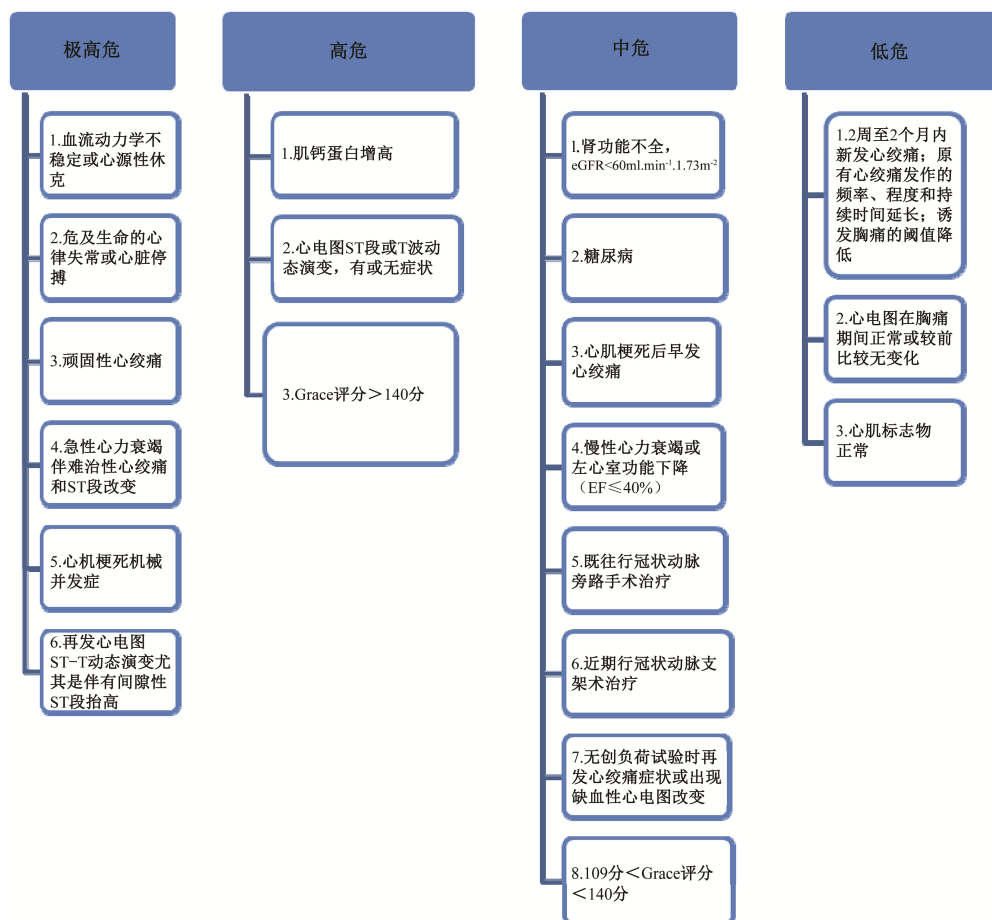 极高危
1.血流动力学不
稳定或心源性休
克
2.危及生命的心
律失常或心脏停
搏
3.顽固性心绞痛
4.急性心力衰竭
伴难治性心绞痛
和ST段改变
5.心机梗死机械
并发症
6.再发心电图
ST-T动态演变尤
其是伴有间隙性
ST段抬高
高危
1.肌钙蛋白增高
2.心电图ST段或T波动
态演变，有或无症状
3.Grace评分＞140分
中危
1.肾功能不全，
eGFR<60ml.min⁻¹.1.73m⁻²
2.糖尿病
3.心肌梗死后早发
心绞痛
4.慢性心力衰竭或
左心室功能下降
（EF≤40%）
5.既往行冠状动脉
旁路手术治疗
6.近期行冠状动脉支
架术治疗
7.无创负荷试验时再
发心绞痛症状或出现
缺血性心电图改变
8.109分＜Grace评分
＜140分
低危
1.2周至2个月内
新发心绞痛；原
有心绞痛发作的
频率、程度和持
续时间延长；诱
发胸痛的阈值降
低
2.心电图在胸痛
期间正常或较前
比较无变化
3.心肌标志物
正常